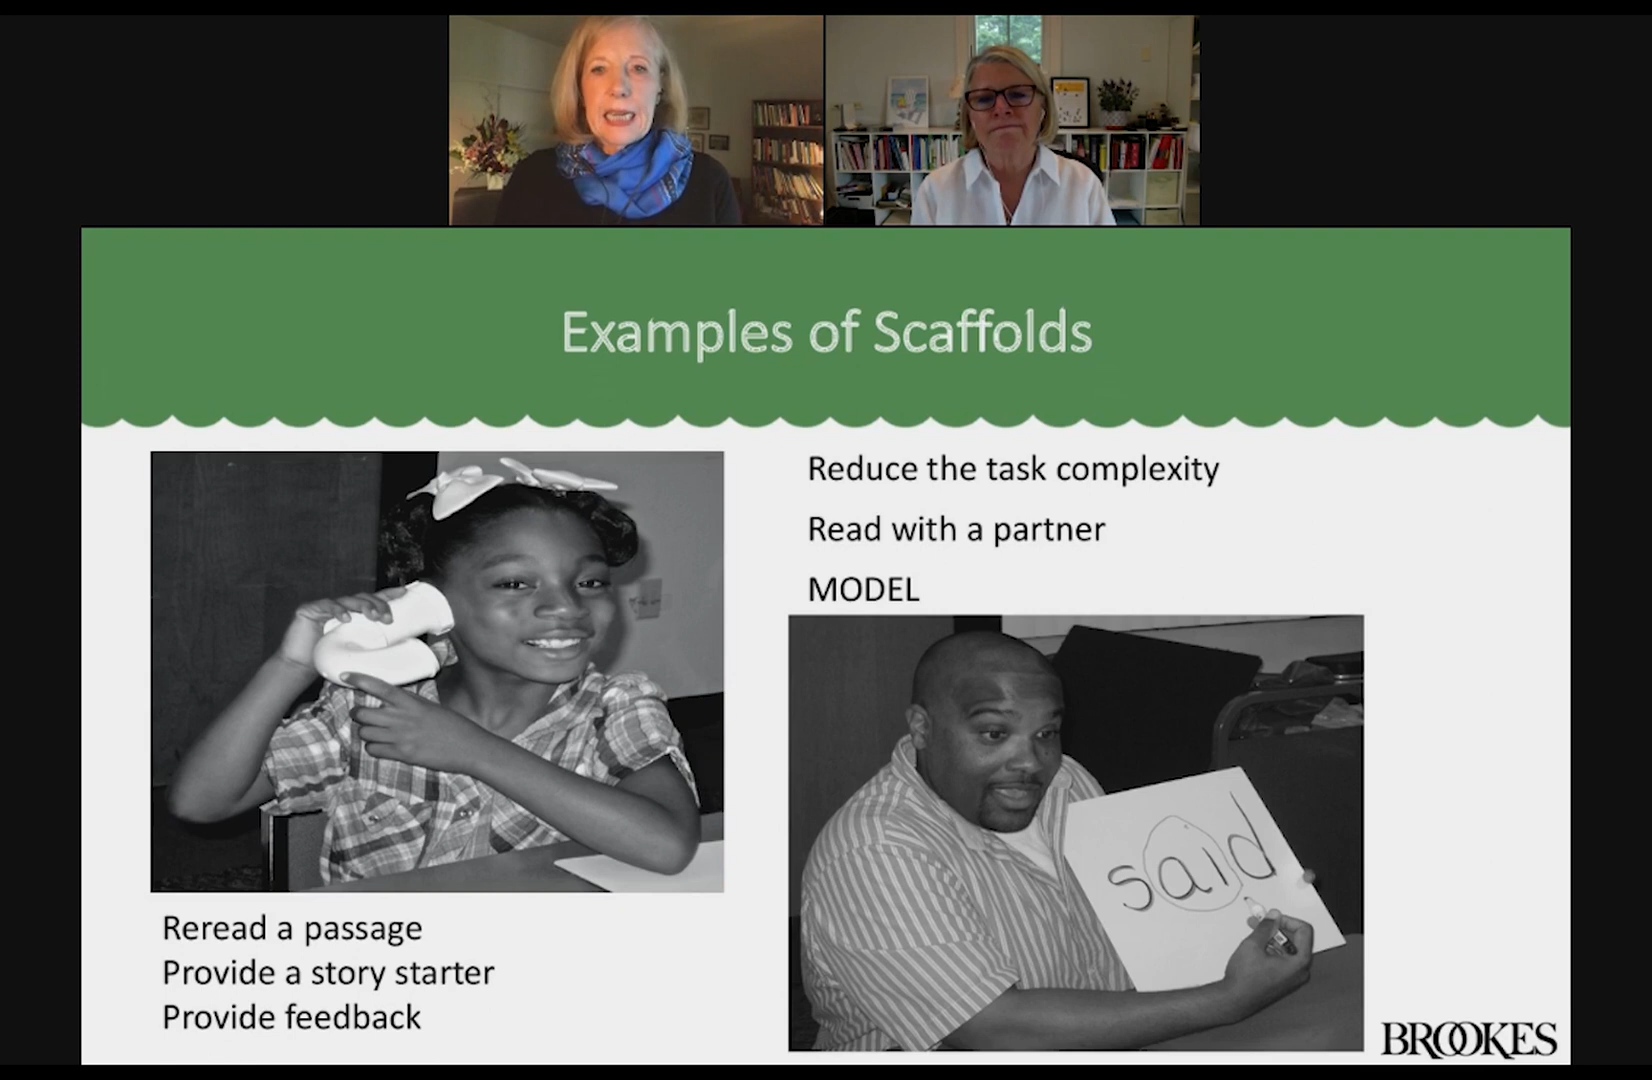 Examples of Scaffolds
Reduce the task complexity
Read with a partner
MODEL
said
Reread a passage
Provide a story starter
Provide feedback
BROOKES